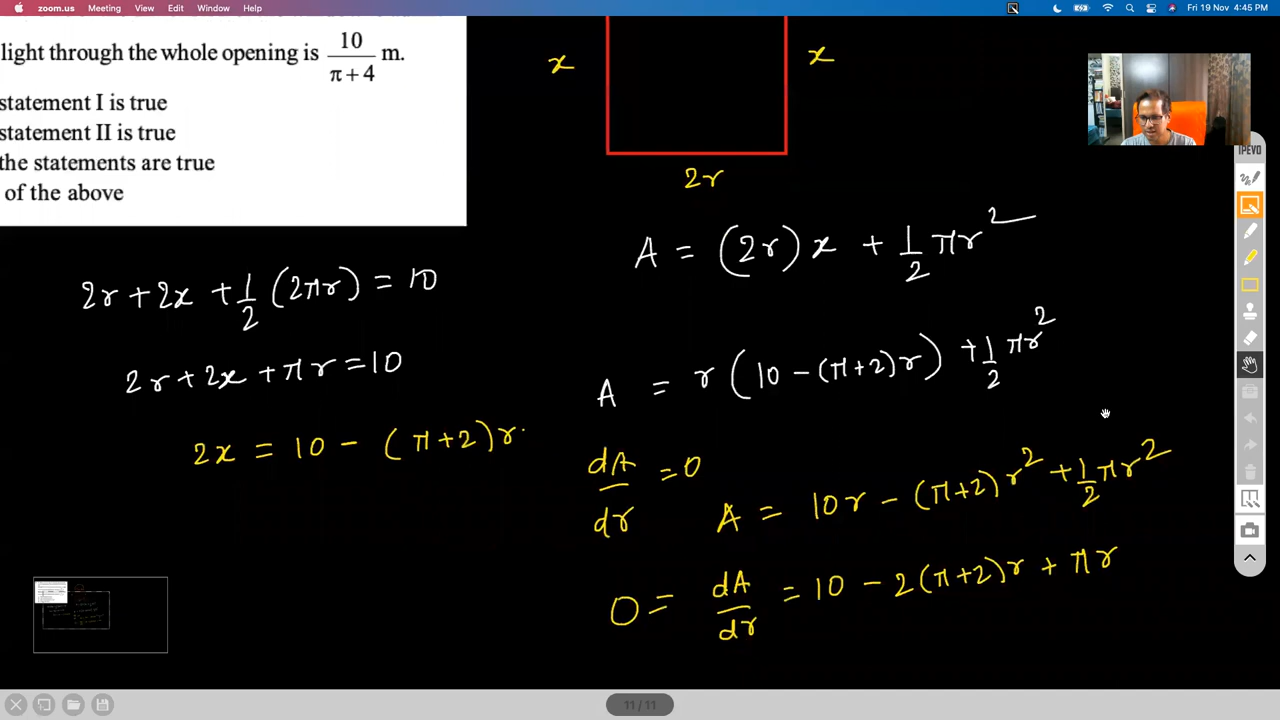 zoom.us Meeting View Edit Window Help
Fri 19 Nov 4:45 PM
light through the whole opening is 10/(π+4) m.
statement I is true
statement II is true
the statements are true
of the above
x
x
2r
IPEVO
A = (2r)x + 1/2 πr²
2r + 2x + 1/2 (2πr) = 10
2r + 2x + πr = 10
2x = 10 - (π+2)r.
A = r(10 - (π+2)r) + 1/2 πr²
dA/dr = 0
A = 10r - (π+2)r² + 1/2 πr²
0 = dA/dr = 10 - 2(π+2)r + πr
11 / 11